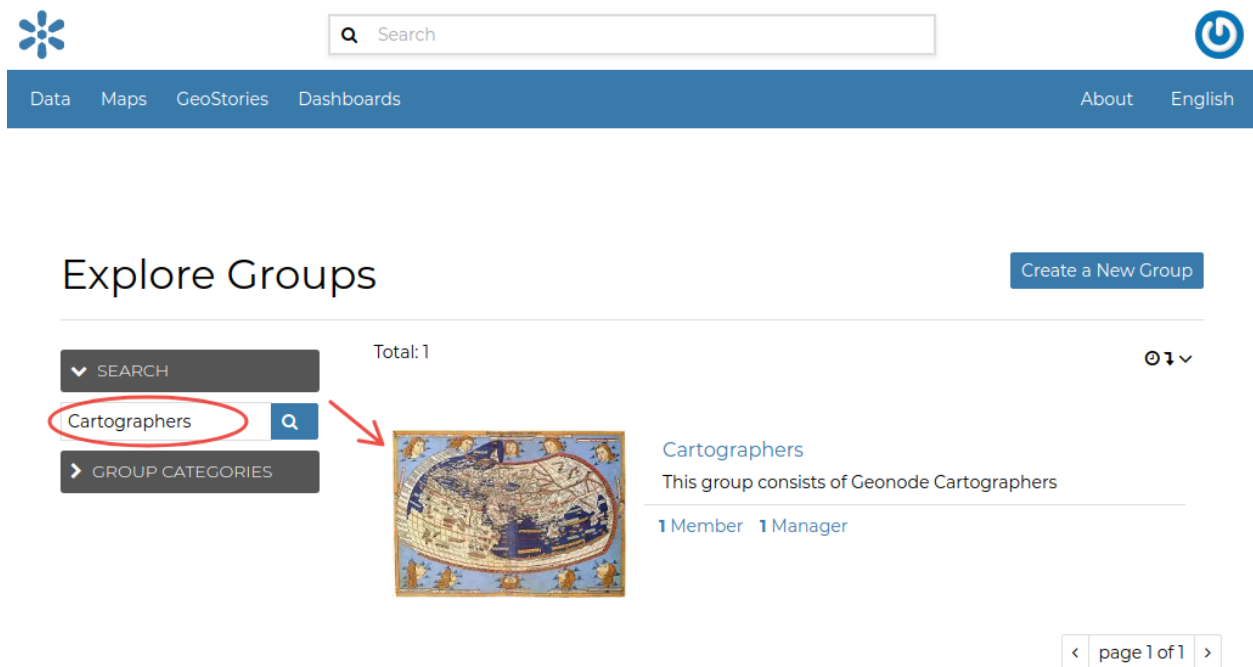 Search
Data Maps GeoStories Dashboards About English
Explore Groups
Create a New Group
SEARCH
Total: 1
Cartographers
GROUP CATEGORIES
Cartographers
This group consists of Geonode Cartographers
1 Member 1 Manager
page 1 of 1